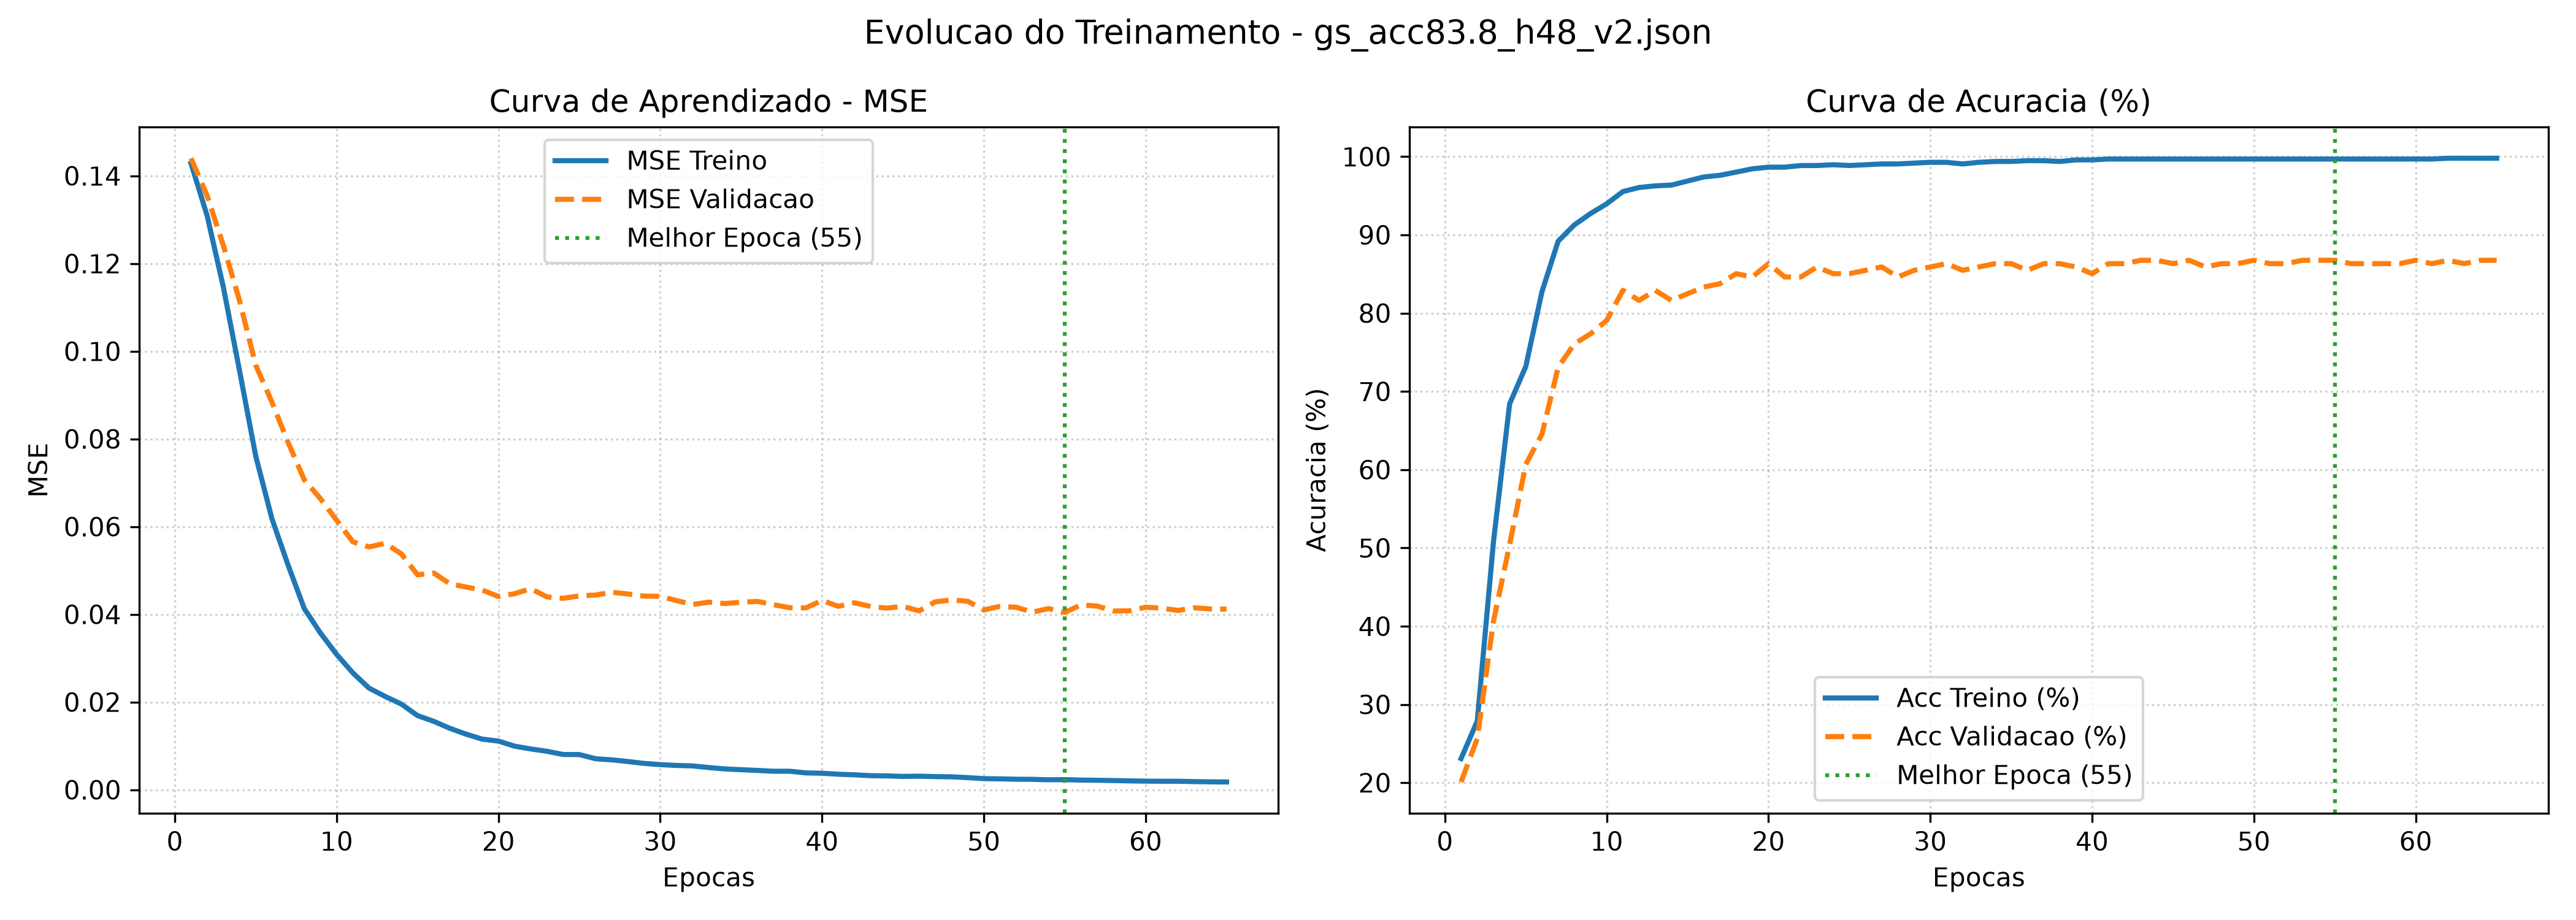 Evolucao do Treinamento - gs_acc83.8_h48_v2.json
Curva de Aprendizado - MSE
MSE Treino
MSE Validacao
Melhor Epoca (55)
0.14
0.12
0.10
0.08
0.06
0.04
0.02
0.00
MSE
0 10 20 30 40 50 60
Epocas
Curva de Acuracia (%)
100
90
80
70
60
50
40
30
20
Acuracia (%)
Acc Treino (%)
Acc Validacao (%)
Melhor Epoca (55)
0 10 20 30 40 50 60
Epocas